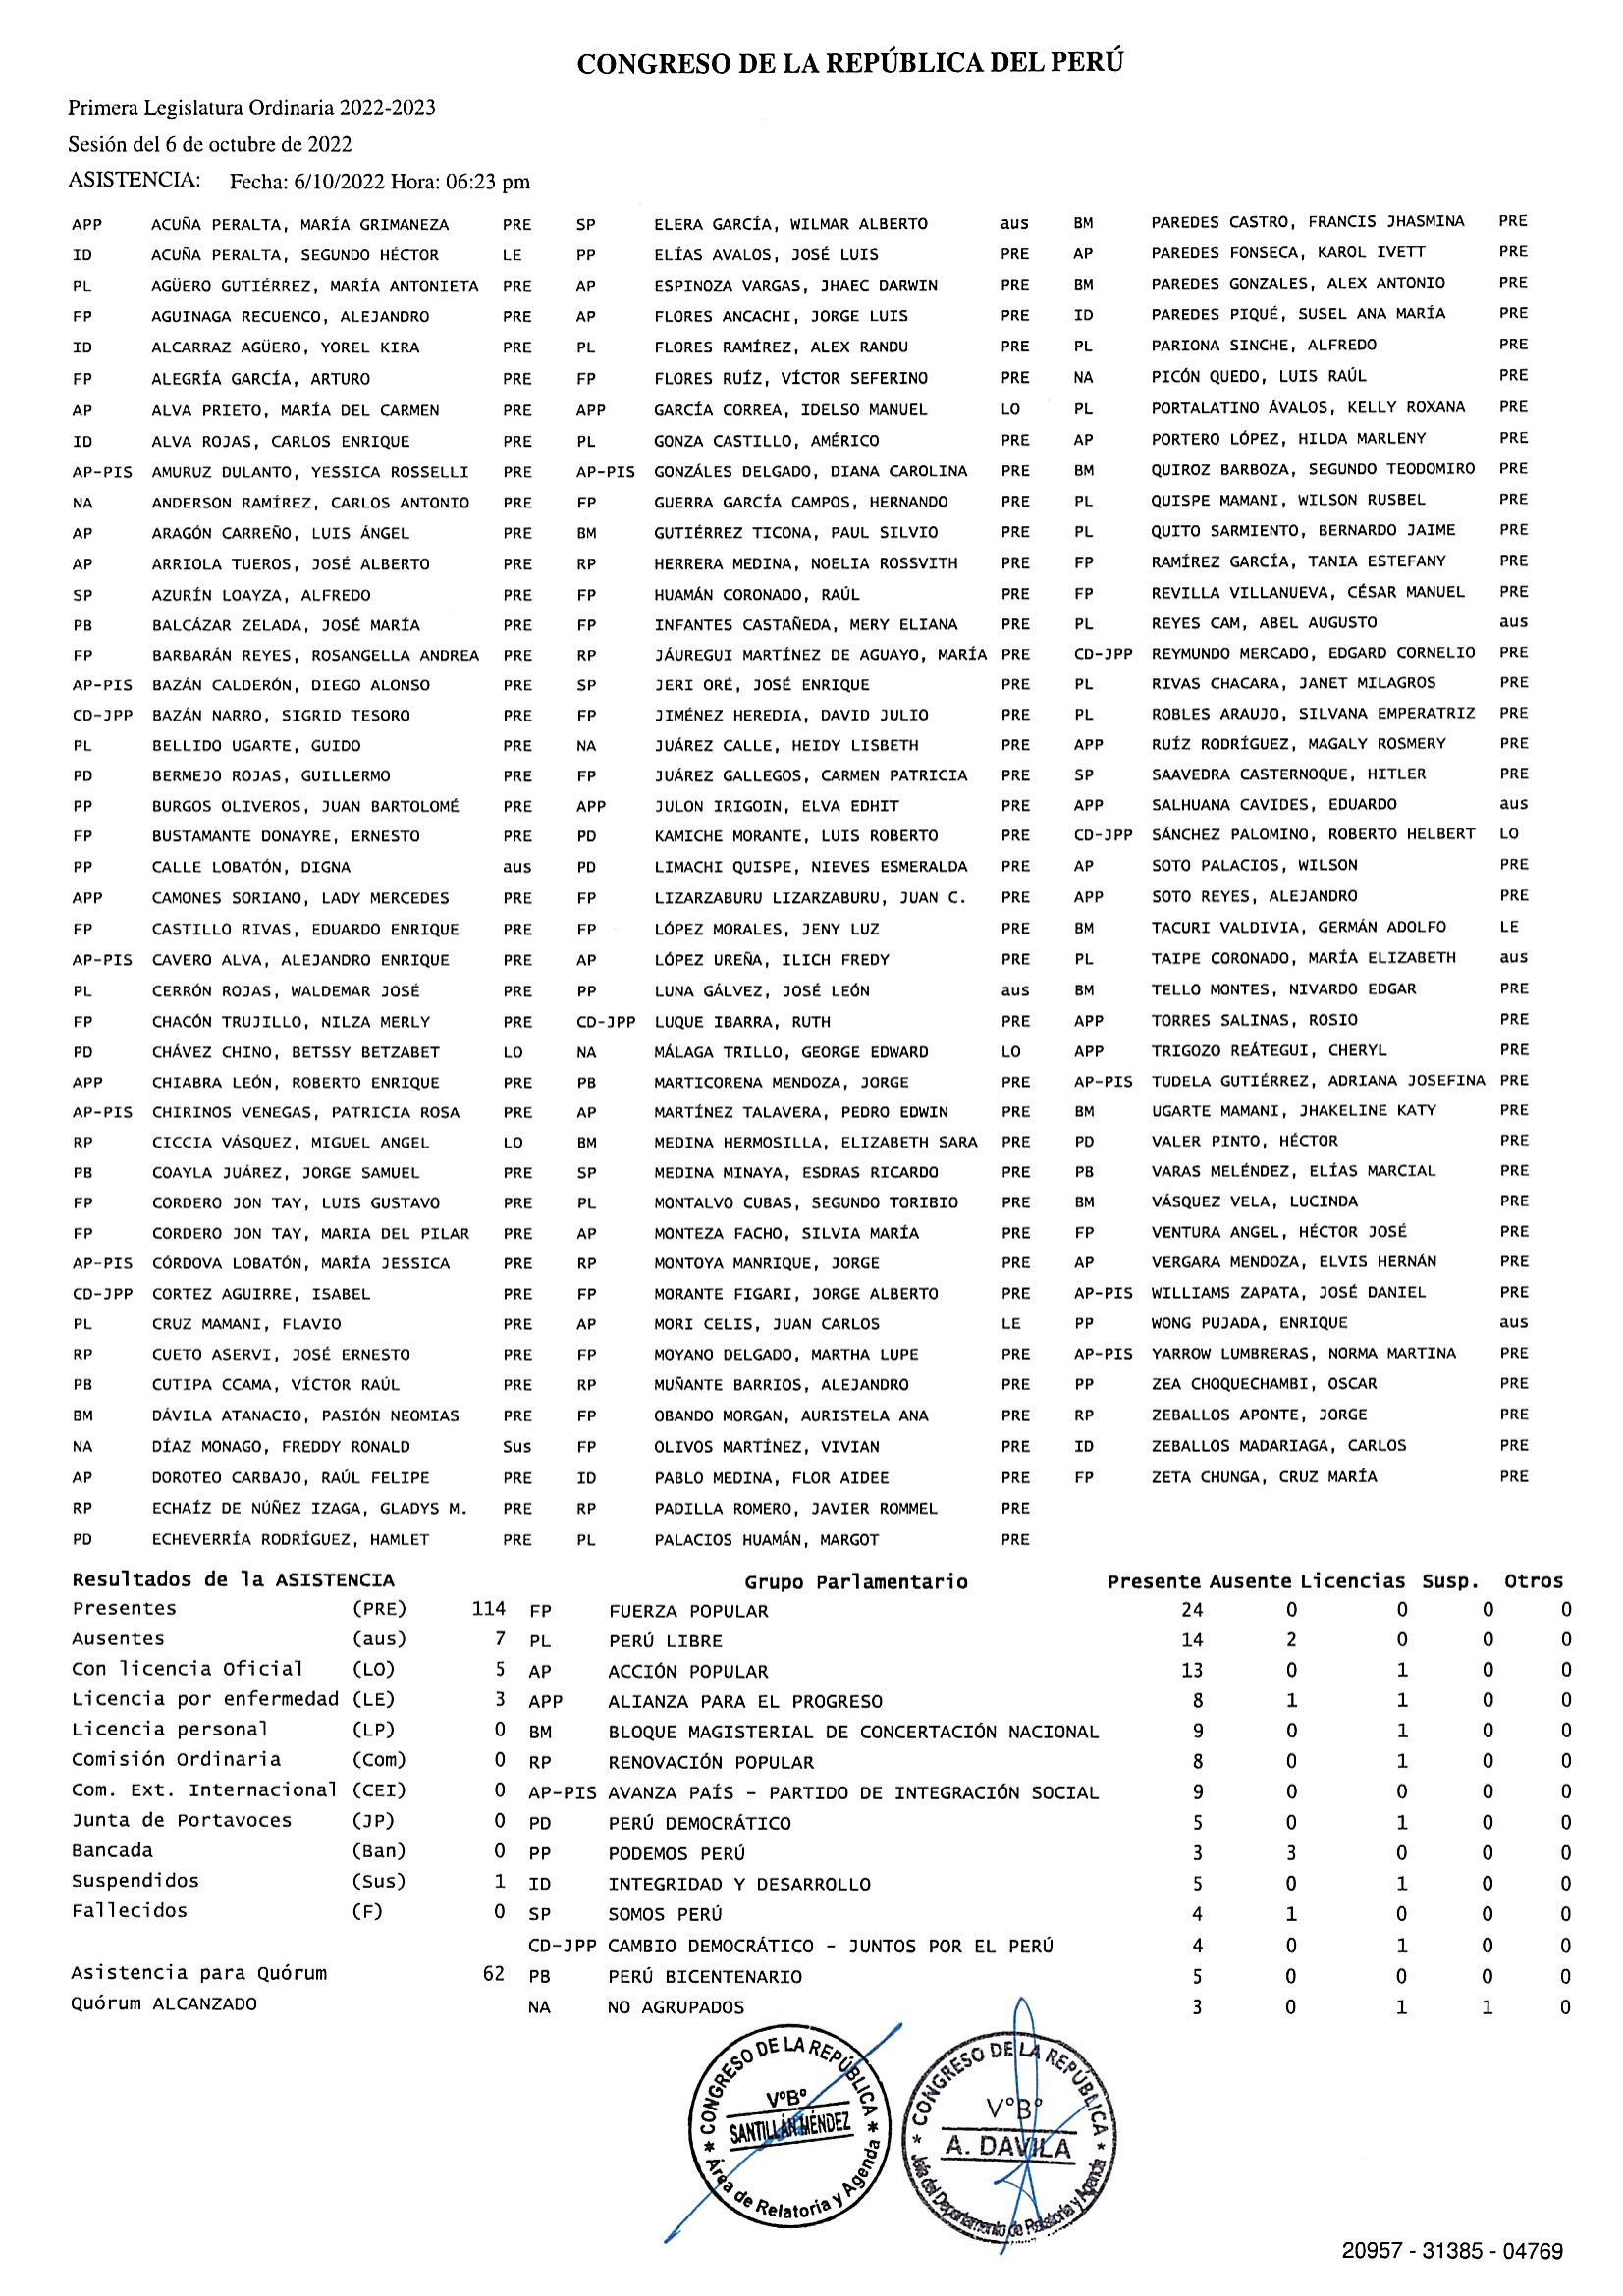 CONGRESO DE LA REPÚBLICA DEL PERÚ
Primera Legislatura Ordinaria 2022-2023
Sesión del 6 de octubre de 2022
ASISTENCIA: Fecha: 6/10/2022 Hora: 06:23 pm
APP ACUÑA PERALTA, MARÍA GRIMANEZA PRE SP ELERA GARCÍA, WILMAR ALBERTO aus BM PAREDES CASTRO, FRANCIS JHASMINA PRE
ID ACUÑA PERALTA, SEGUNDO HÉCTOR LE PP ELÍAS AVALOS, JOSÉ LUIS PRE AP PAREDES FONSECA, KAROL IVETT PRE
PL AGÜERO GUTIÉRREZ, MARÍA ANTONIETA PRE AP ESPINOZA VARGAS, JHAEC DARWIN PRE BM PAREDES GONZALES, ALEX ANTONIO PRE
FP AGUINAGA RECUENCO, ALEJANDRO PRE AP FLORES ANCACHI, JORGE LUIS PRE ID PAREDES PIQUÉ, SUSEL ANA MARÍA PRE
ID ALCARRAZ AGÜERO, YOREL KIRA PRE PL FLORES RAMÍREZ, ALEX RANDU PRE PL PARIONA SINCHE, ALFREDO PRE
FP ALEGRÍA GARCÍA, ARTURO PRE FP FLORES RUÍZ, VÍCTOR SEFERINO PRE NA PICÓN QUEDO, LUIS RAÚL PRE
AP ALVA PRIETO, MARÍA DEL CARMEN PRE APP GARCÍA CORREA, IDELSO MANUEL LO PL PORTALATINO ÁVALOS, KELLY ROXANA PRE
ID ALVA ROJAS, CARLOS ENRIQUE PRE PL GONZA CASTILLO, AMÉRICO PRE AP PORTERO LÓPEZ, HILDA MARLENY PRE
AP-PIS AMURUZ DULANTO, YESSICA ROSSELLI PRE AP-PIS GONZÁLES DELGADO, DIANA CAROLINA PRE BM QUIROZ BARBOZA, SEGUNDO TEODOMIRO PRE
NA ANDERSON RAMÍREZ, CARLOS ANTONIO PRE FP GUERRA GARCÍA CAMPOS, HERNANDO PRE PL QUISPE MAMANI, WILSON RUSBEL PRE
AP ARAGÓN CARREÑO, LUIS ÁNGEL PRE BM GUTIÉRREZ TICONA, PAUL SILVIO PRE PL QUITO SARMIENTO, BERNARDO JAIME PRE
AP ARRIOLA TUEROS, JOSÉ ALBERTO PRE RP HERRERA MEDINA, NOELIA ROSSVITH PRE FP RAMÍREZ GARCÍA, TANIA ESTEFANY PRE
SP AZURÍN LOAYZA, ALFREDO PRE FP HUAMÁN CORONADO, RAÚL PRE FP REVILLA VILLANUEVA, CÉSAR MANUEL PRE
PB BALCÁZAR ZELADA, JOSÉ MARÍA PRE FP INFANTES CASTAÑEDA, MERY ELIANA PRE PL REYES CAM, ABEL AUGUSTO aus
FP BARBARÁN REYES, ROSANGELLA ANDREA PRE RP JÁUREGUI MARTÍNEZ DE AGUAYO, MARÍA PRE CD-JPP REYMUNDO MERCADO, EDGARD CORNELIO PRE
AP-PIS BAZÁN CALDERÓN, DIEGO ALONSO PRE SP JERI ORÉ, JOSÉ ENRIQUE PRE PL RIVAS CHACARA, JANET MILAGROS PRE
CD-JPP BAZÁN NARRO, SIGRID TESORO PRE FP JIMÉNEZ HEREDIA, DAVID JULIO PRE PL ROBLES ARAUJO, SILVANA EMPERATRIZ PRE
PL BELLIDO UGARTE, GUIDO PRE NA JUÁREZ CALLE, HEIDY LISBETH PRE APP RUÍZ RODRÍGUEZ, MAGALY ROSMERY PRE
PD BERMEJO ROJAS, GUILLERMO PRE FP JUÁREZ GALLEGOS, CARMEN PATRICIA PRE SP SAAVEDRA CASTERNOQUE, HITLER PRE
PP BURGOS OLIVEROS, JUAN BARTOLOMÉ PRE APP JULON IRIGOIN, ELVA EDHIT PRE APP SALHUANA CAVIDES, EDUARDO aus
FP BUSTAMANTE DONAYRE, ERNESTO PRE PD KAMICHE MORANTE, LUIS ROBERTO PRE CD-JPP SÁNCHEZ PALOMINO, ROBERTO HELBERT LO
PP CALLE LOBATÓN, DIGNA aus PD LIMACHI QUISPE, NIEVES ESMERALDA PRE AP SOTO PALACIOS, WILSON PRE
APP CAMONES SORIANO, LADY MERCEDES PRE FP LIZARZABURU LIZARZABURU, JUAN C. PRE APP SOTO REYES, ALEJANDRO PRE
FP CASTILLO RIVAS, EDUARDO ENRIQUE PRE FP LÓPEZ MORALES, JENY LUZ PRE BM TACURI VALDIVIA, GERMÁN ADOLFO LE
AP-PIS CAVERO ALVA, ALEJANDRO ENRIQUE PRE AP LÓPEZ UREÑA, ILICH FREDY PRE PL TAIPE CORONADO, MARÍA ELIZABETH aus
PL CERRÓN ROJAS, WALDEMAR JOSÉ PRE PP LUNA GÁLVEZ, JOSÉ LEÓN aus BM TELLO MONTES, NIVARDO EDGAR PRE
FP CHACÓN TRUJILLO, NILZA MERLY PRE CD-JPP LUQUE IBARRA, RUTH PRE APP TORRES SALINAS, ROSIO PRE
PD CHÁVEZ CHINO, BETSSY BETZABET LO NA MÁLAGA TRILLO, GEORGE EDWARD LO APP TRIGOZO REÁTEGUI, CHERYL PRE
APP CHIABRA LEÓN, ROBERTO ENRIQUE PRE PB MARTICORENA MENDOZA, JORGE PRE AP-PIS TUDELA GUTIÉRREZ, ADRIANA JOSEFINA PRE
AP-PIS CHIRINOS VENEGAS, PATRICIA ROSA PRE AP MARTÍNEZ TALAVERA, PEDRO EDWIN PRE BM UGARTE MAMANI, JHAKELINE KATY PRE
RP CICCIA VÁSQUEZ, MIGUEL ANGEL LO BM MEDINA HERMOSILLA, ELIZABETH SARA PRE PD VALER PINTO, HÉCTOR PRE
PB COAYLA JUÁREZ, JORGE SAMUEL PRE SP MEDINA MINAYA, ESDRAS RICARDO PRE PB VARAS MELÉNDEZ, ELÍAS MARCIAL PRE
FP CORDERO JON TAY, LUIS GUSTAVO PRE PL MONTALVO CUBAS, SEGUNDO TORIBIO PRE BM VÁSQUEZ VELA, LUCINDA PRE
FP CORDERO JON TAY, MARIA DEL PILAR PRE AP MONTEZA FACHO, SILVIA MARÍA PRE FP VENTURA ANGEL, HÉCTOR JOSÉ PRE
AP-PIS CÓRDOVA LOBATÓN, MARÍA JESSICA PRE RP MONTOYA MANRIQUE, JORGE PRE AP VERGARA MENDOZA, ELVIS HERNÁN PRE
CD-JPP CORTEZ AGUIRRE, ISABEL PRE FP MORANTE FIGARI, JORGE ALBERTO PRE AP-PIS WILLIAMS ZAPATA, JOSÉ DANIEL PRE
PL CRUZ MAMANI, FLAVIO PRE AP MORI CELIS, JUAN CARLOS LE PP WONG PUJADA, ENRIQUE aus
RP CUETO ASERVI, JOSÉ ERNESTO PRE FP MOYANO DELGADO, MARTHA LUPE PRE AP-PIS YARROW LUMBRERAS, NORMA MARTINA PRE
PB CUTIPA CCAMA, VÍCTOR RAÚL PRE RP MUÑANTE BARRIOS, ALEJANDRO PRE PP ZEA CHOQUECHAMBI, OSCAR PRE
BM DÁVILA ATANACIO, PASIÓN NEOMIAS PRE FP OBANDO MORGAN, AURISTELA ANA PRE RP ZEBALLOS APONTE, JORGE PRE
NA DÍAZ MONAGO, FREDDY RONALD Sus FP OLIVOS MARTÍNEZ, VIVIAN PRE ID ZEBALLOS MADARIAGA, CARLOS PRE
AP DOROTEO CARBAJO, RAÚL FELIPE PRE ID PABLO MEDINA, FLOR AIDEE PRE FP ZETA CHUNGA, CRUZ MARÍA PRE
RP ECHAÍZ DE NÚÑEZ IZAGA, GLADYS M. PRE RP PADILLA ROMERO, JAVIER ROMMEL PRE
PD ECHEVERRÍA RODRÍGUEZ, HAMLET PRE PL PALACIOS HUAMÁN, MARGOT PRE
Resultados de la ASISTENCIA Grupo Parlamentario Presente Ausente Licencias Susp. Otros
Presentes (PRE) 114 FP FUERZA POPULAR 24 0 0 0 0
Ausentes (aus) 7 PL PERÚ LIBRE 14 2 0 0 0
Con licencia Oficial (LO) 5 AP ACCIÓN POPULAR 13 0 1 0 0
Licencia por enfermedad (LE) 3 APP ALIANZA PARA EL PROGRESO 8 1 1 0 0
Licencia personal (LP) 0 BM BLOQUE MAGISTERIAL DE CONCERTACIÓN NACIONAL 9 0 1 0 0
Comisión Ordinaria (Com) 0 RP RENOVACIÓN POPULAR 8 0 1 0 0
Com. Ext. Internacional (CEI) 0 AP-PIS AVANZA PAÍS - PARTIDO DE INTEGRACIÓN SOCIAL 9 0 0 0 0
Junta de Portavoces (JP) 0 PD PERÚ DEMOCRÁTICO 5 0 1 0 0
Bancada (Ban) 0 PP PODEMOS PERÚ 3 3 0 0 0
Suspendidos (Sus) 1 ID INTEGRIDAD Y DESARROLLO 5 0 1 0 0
Fallecidos (F) 0 SP SOMOS PERÚ 4 1 0 0 0
CD-JPP CAMBIO DEMOCRÁTICO - JUNTOS POR EL PERÚ 4 0 1 0 0
Asistencia para Quórum 62 PB PERÚ BICENTENARIO 5 0 0 0 0
Quórum ALCANZADO NA NO AGRUPADOS 3 0 1 1 0
* CONGRESO DE LA REPÚBLICA *
V°B°
SANTILLÁN MÉNDEZ
Área de Relatoría y Agenda
* CONGRESO DE LA REPÚBLICA *
V°B°
A. DAVILA
Jefa del Departamento de Relatoría y Agenda
20957 - 31385 - 04769